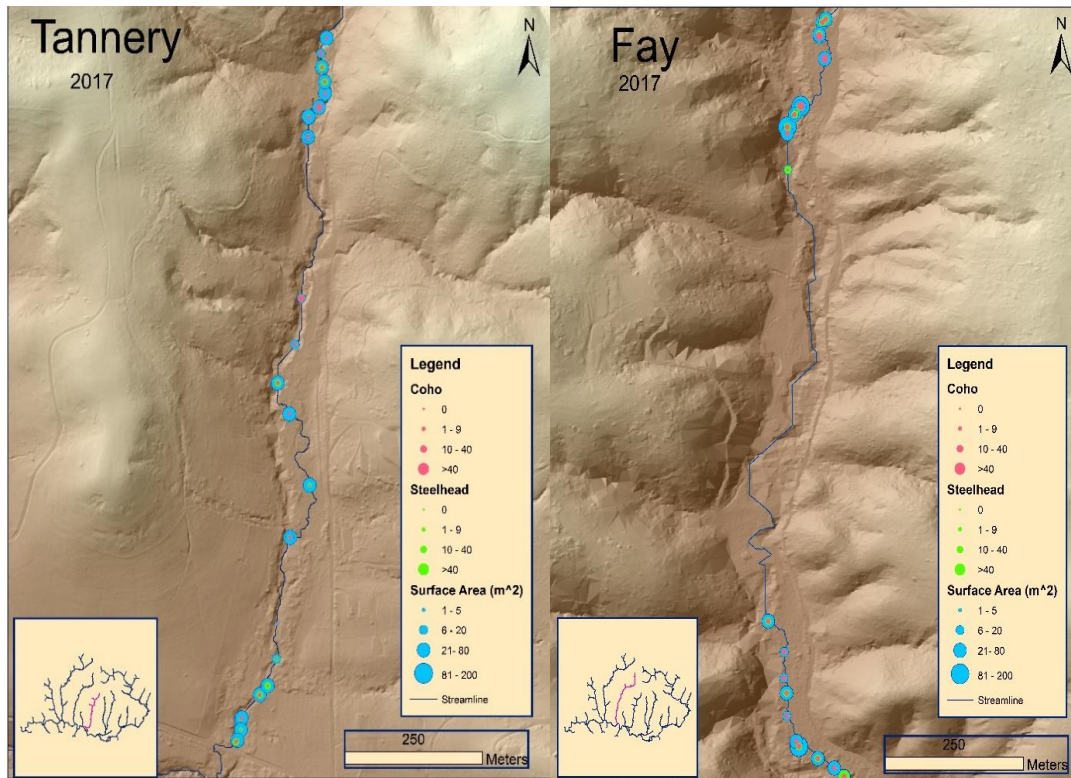 Tannery
2017
N
Legend
Coho
0
1 - 9
10 - 40
>40
Steelhead
0
1 - 9
10 - 40
>40
Surface Area (m^2)
1 - 5
6 - 20
21- 80
81 - 200
Streamline
250
Meters
Fay
2017
N
Legend
Coho
0
1 - 9
10 - 40
>40
Steelhead
0
1 - 9
10 - 40
>40
Surface Area (m^2)
1 - 5
6 - 20
21- 80
81 - 200
Streamline
250
Meters